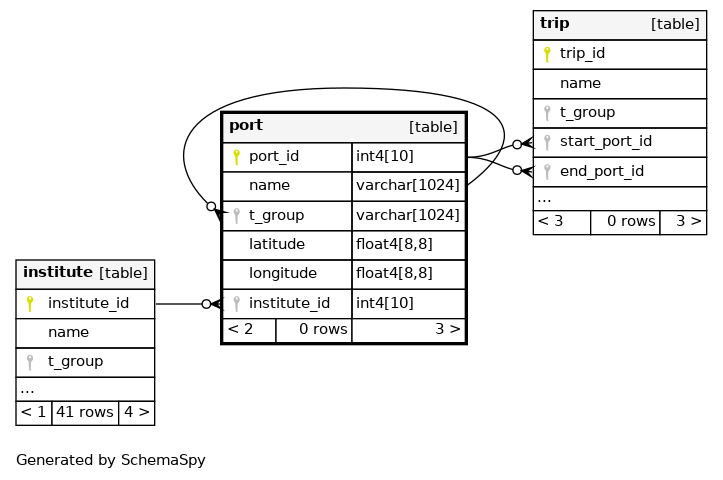 trip [table]
trip_id
name
t_group
start_port_id
end_port_id
...
< 3 0 rows 3 >
port [table]
port_id int4[10]
name varchar[1024]
t_group varchar[1024]
latitude float4[8,8]
longitude float4[8,8]
institute_id int4[10]
< 2 0 rows 3 >
institute [table]
institute_id
name
t_group
...
< 1 41 rows 4 >
Generated by SchemaSpy